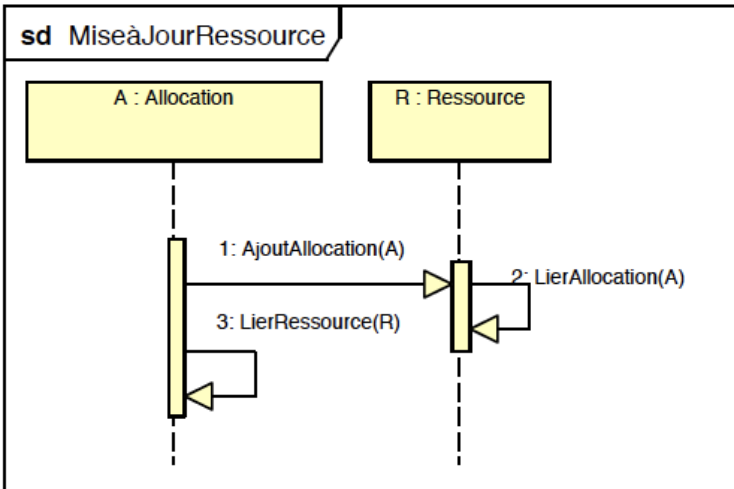 sd MiseàJourRessource
A : Allocation
R : Ressource
1: AjoutAllocation(A)
2: LierAllocation(A)
3: LierRessource(R)